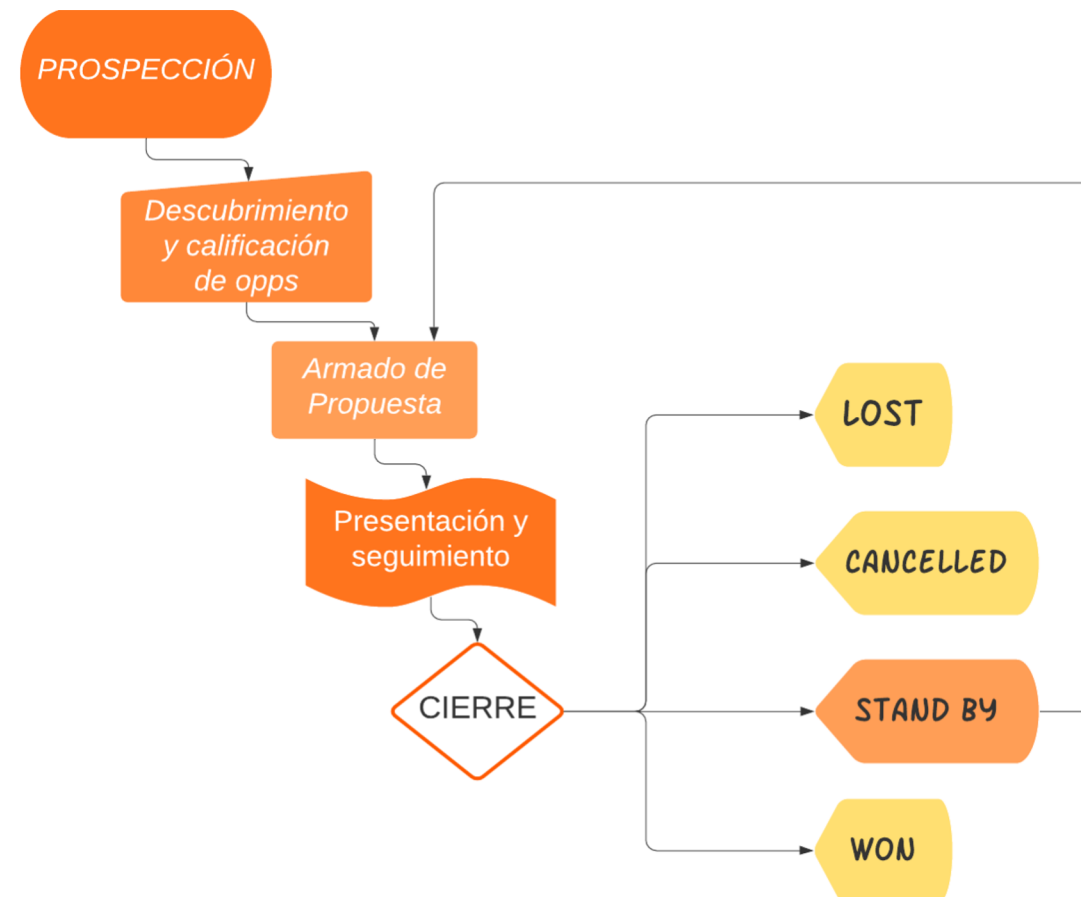 PROSPECCIÓN
Descubrimiento
y calificación
de opps
Armado de
Propuesta
Presentación y
seguimiento
CIERRE
LOST
CANCELLED
STAND BY
WON